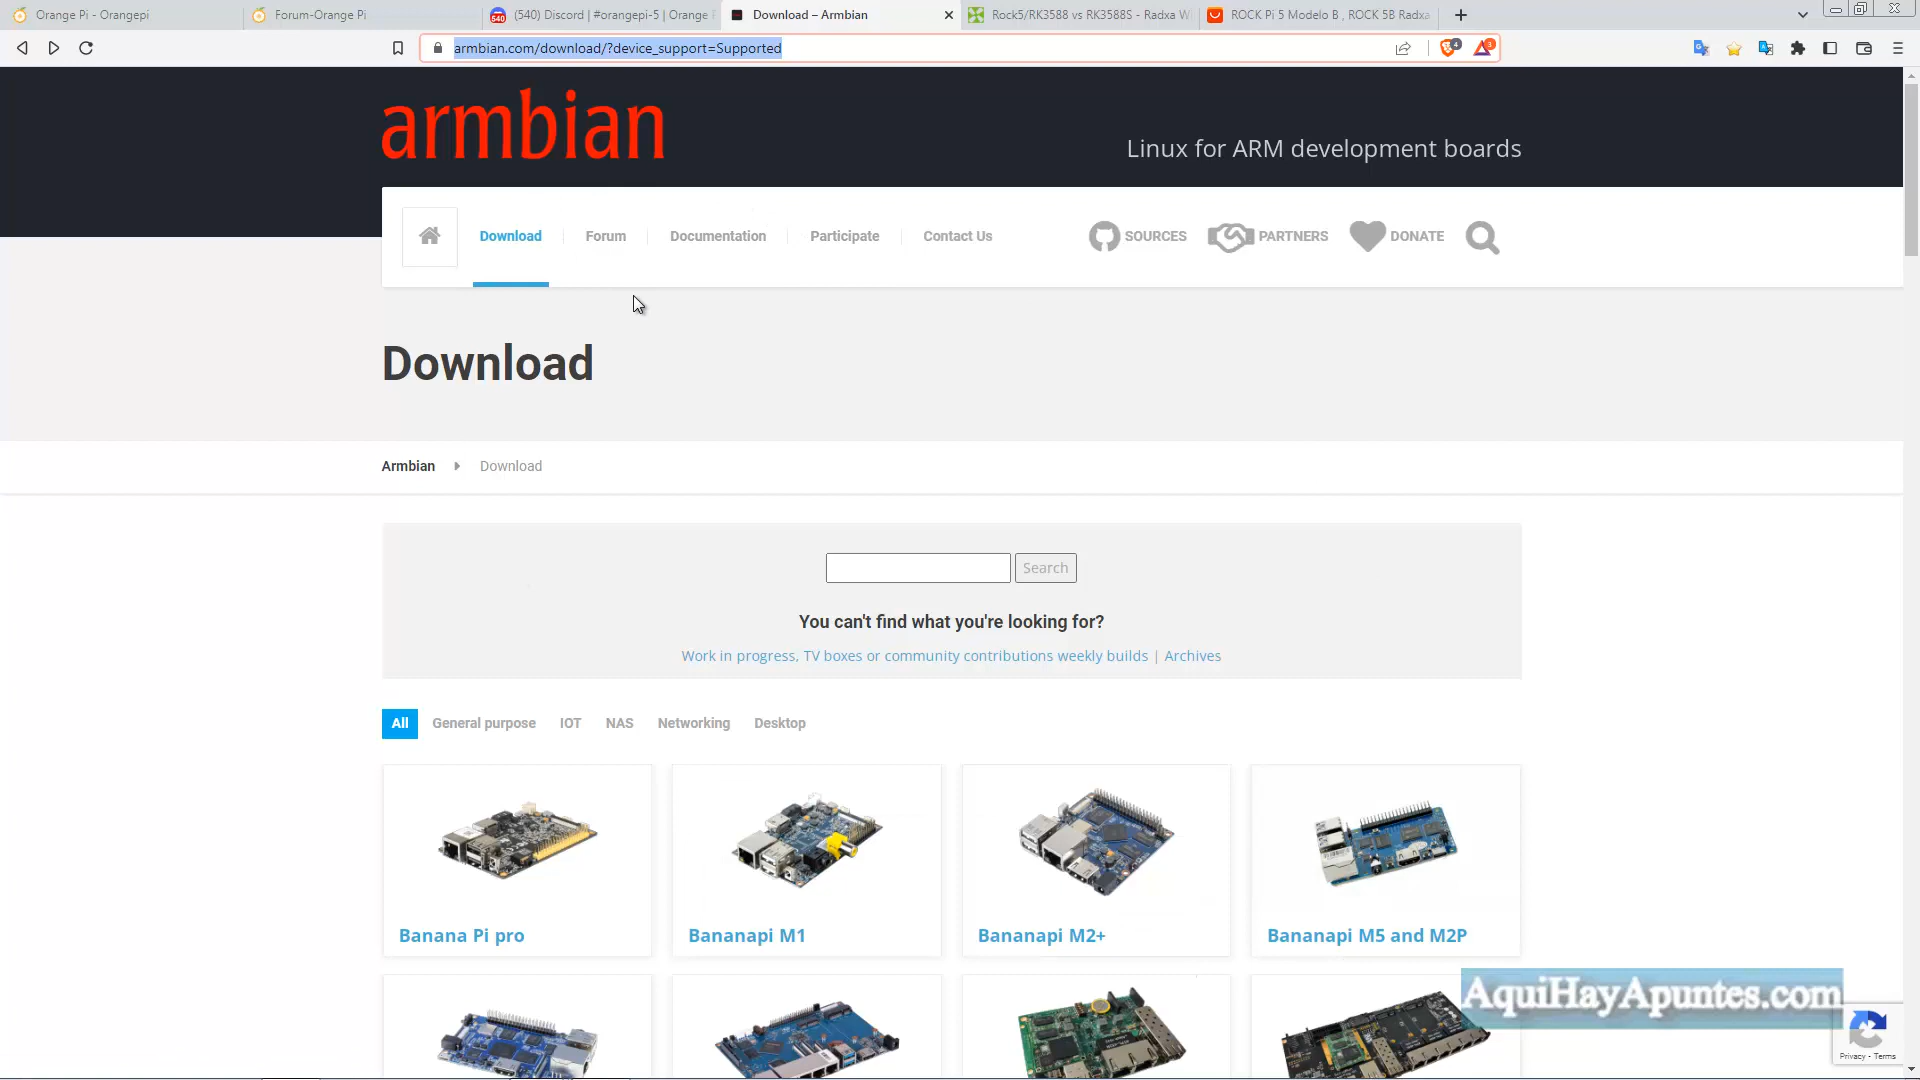 Orange Pi - Orangepi
Forum-Orange Pi
(540) Discord | #orangepi-5 | Orange
Download – Armbian
Rock5/RK3588 vs RK3588S - Radxa W
ROCK Pi 5 Modelo B , ROCK 5B Radxa
armbian.com/download/?device_support=Supported
4
3
armbian
Linux for ARM development boards
Download
Forum
Documentation
Participate
Contact Us
SOURCES
PARTNERS
DONATE
Download
Armbian
Download
Search
You can't find what you're looking for?
Work in progress, TV boxes or community contributions weekly builds | Archives
All
General purpose
IOT
NAS
Networking
Desktop
Banana Pi pro
Bananapi M1
Bananapi M2+
Bananapi M5 and M2P
AquiHayApuntes.com
Privacy - Terms